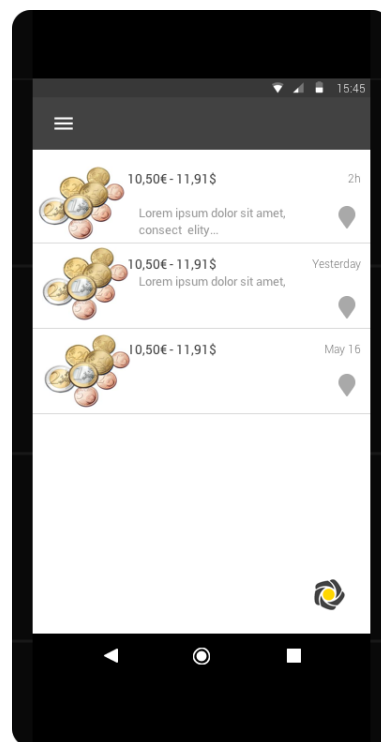 15:45
10,50€ - 11,91$ 2h
Lorem ipsum dolor sit amet,
consect elity...
10,50€ - 11,91$ Yesterday
Lorem ipsum dolor sit amet,
10,50€ - 11,91$ May 16